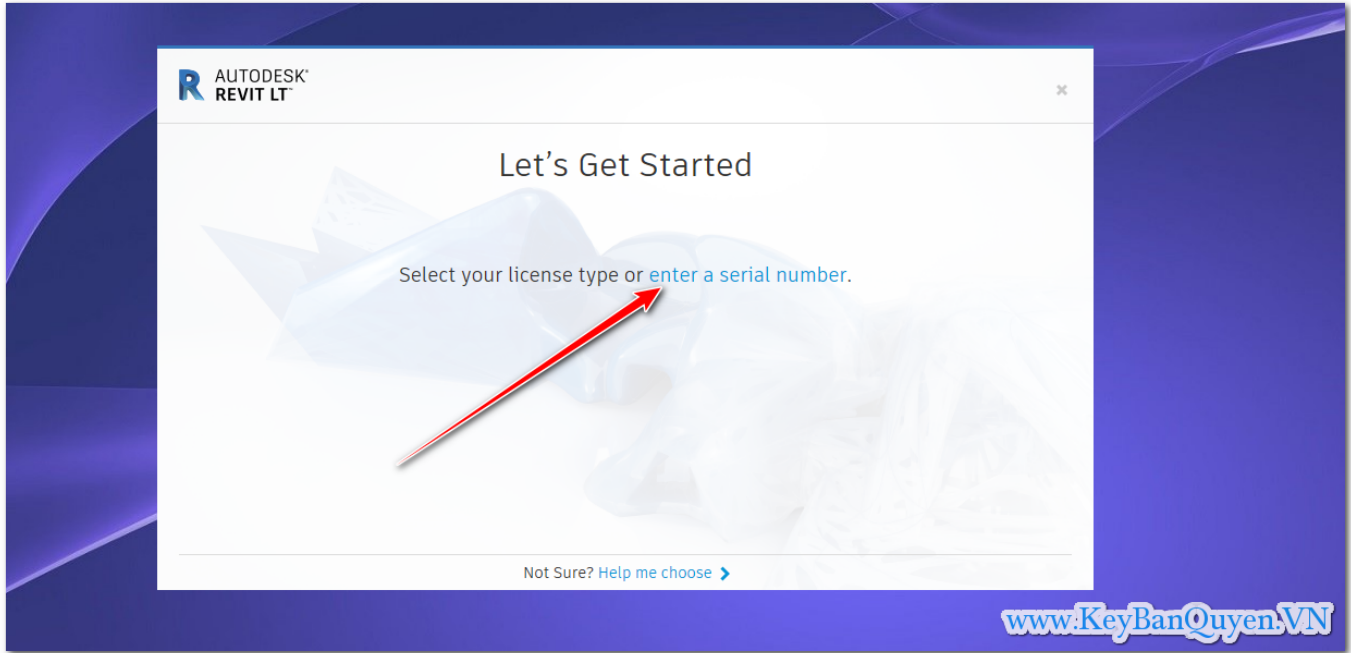 AUTODESK®
REVIT LT™
Let's Get Started
Select your license type or enter a serial number.
Not Sure? Help me choose
www.KeyBanQuyen.VN